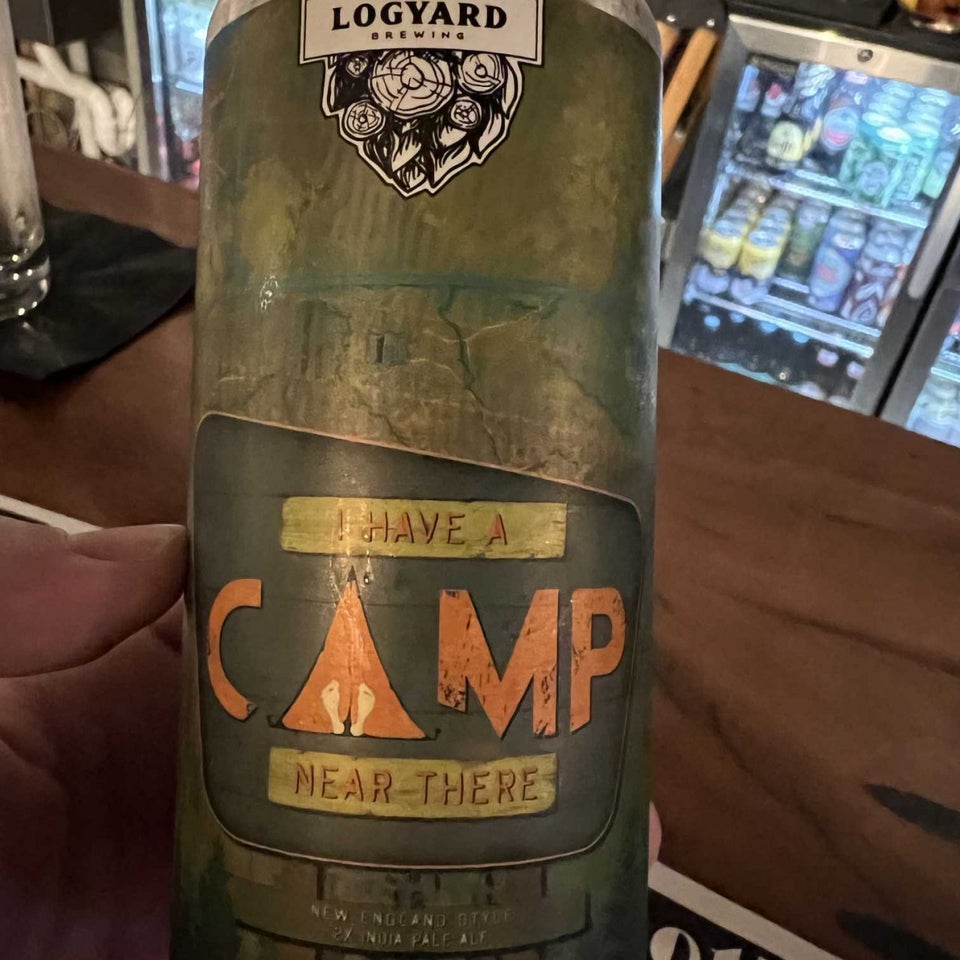 LOGYARD
BREWING
I HAVE A
CAMP
NEAR THERE
NEW ENGLAND STYLE
2X INDIA PALE ALE